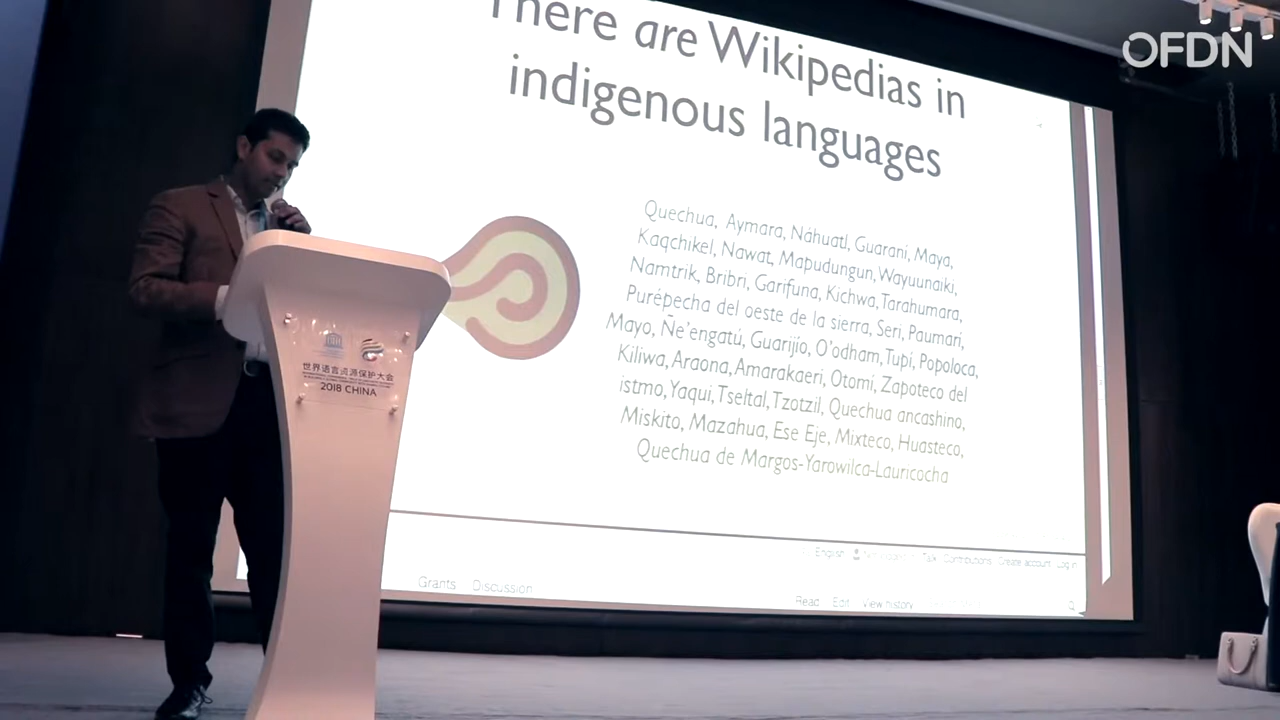 OFDN
There are Wikipedias in
indigenous languages
Quechua, Aymara, Náhuatl, Guaraní, Maya,
Kaqchikel, Nawat, Mapudungun, Wayuunaiki,
Namtrik, Bribri, Garifuna, Kichwa, Tarahumara,
Purépecha del oeste de la sierra, Seri, Paumari,
Mayo, Ñe'engatú, Guarijío, O'odham, Tupi, Popoloca,
Kiliwa, Araona, Amarakaeri, Otomi, Zapoteco del
istmo, Yaqui, Tseltal, Tzotzil, Quechua ancashino,
Miskito, Mazahua, Ese Eje, Mixteco, Huasteco,
Quechua de Margos-Yarowilca-Lauricocha
English Talk Contributions Create account Log in
Grants Discussion
Read Edit View history
世界语言资源保护大会
2018 CHINA